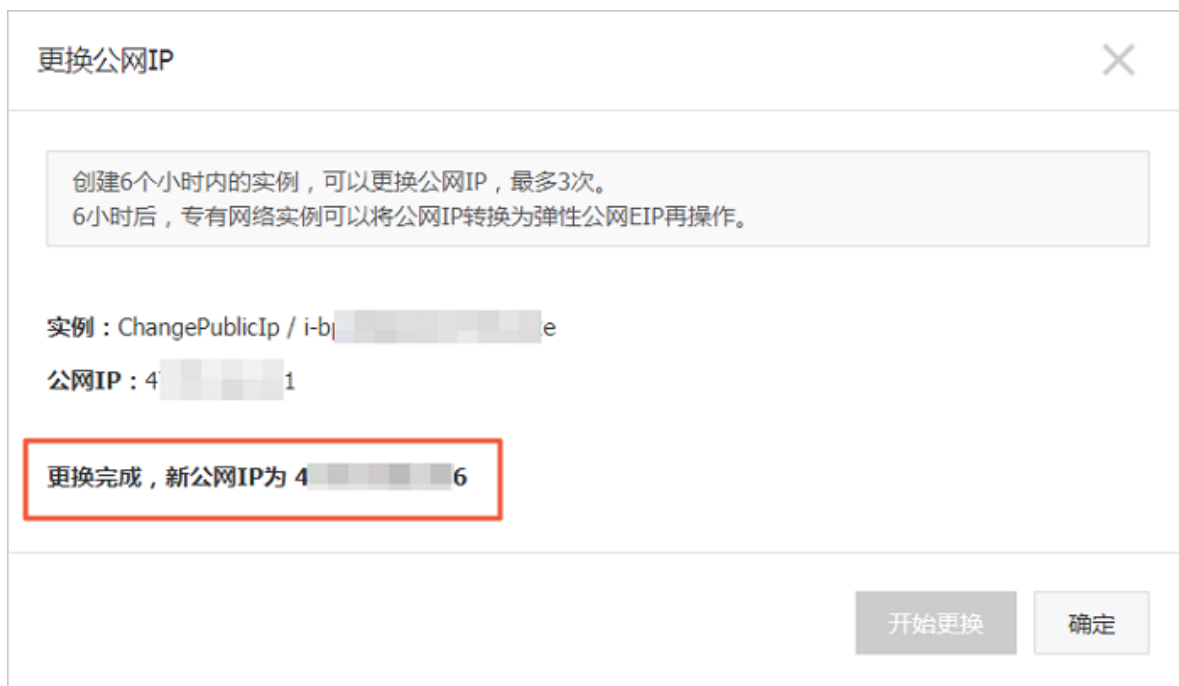 更换公网IP
创建6个小时内的实例，可以更换公网IP，最多3次。
6小时后，专有网络实例可以将公网IP转换为弹性公网EIP再操作。
实例：ChangePublicIp / i-b e
公网IP：4 1
更换完成，新公网IP为 4 6
开始更换
确定